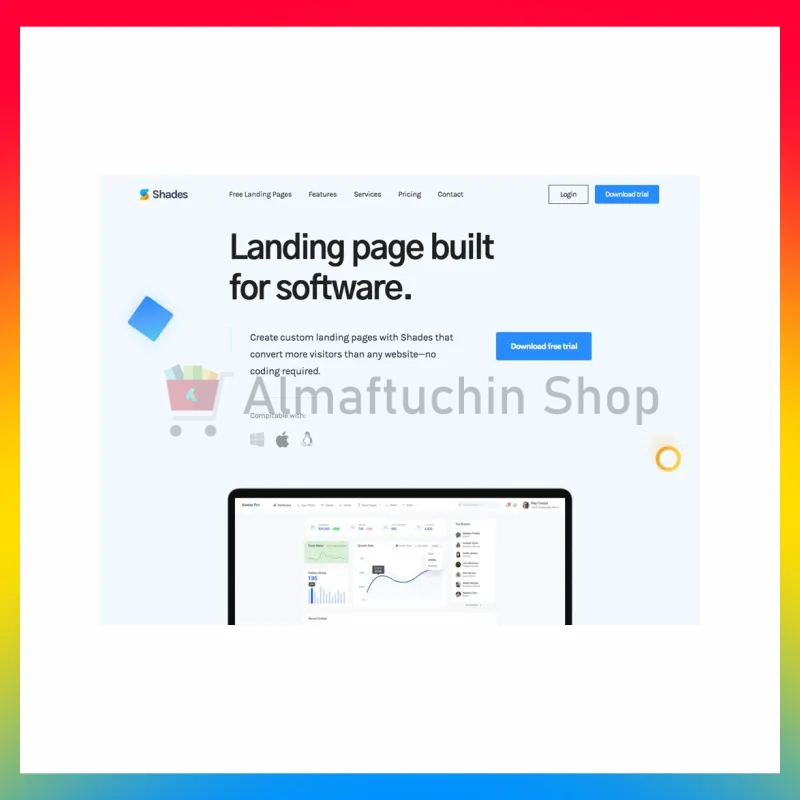 Shades
Free Landing Pages
Features
Services
Pricing
Contact
Login
Download trial
Landing page built
for software.
Create custom landing pages with Shades that
convert more visitors than any website—no
coding required.
Download free trial
Almaftuchin Shop
Compitable with:
195